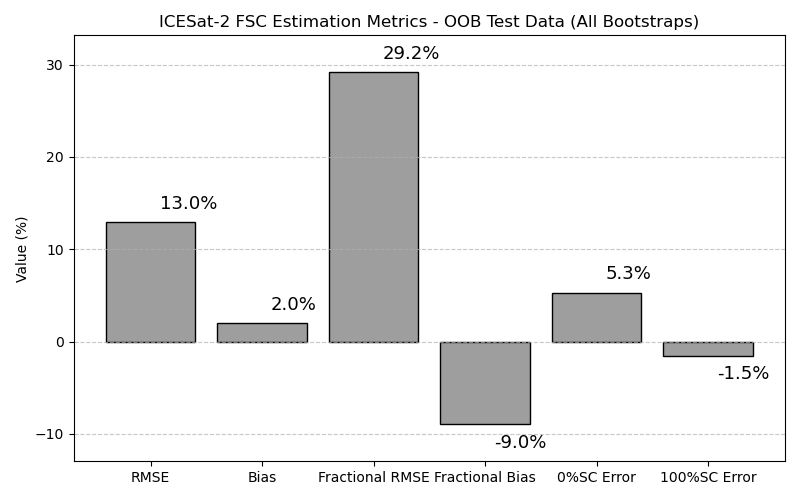 ICESat-2 FSC Estimation Metrics - OOB Test Data (All Bootstraps)
Value (%)
30
20
10
0
−10
13.0%
2.0%
29.2%
-9.0%
5.3%
-1.5%
RMSE
Bias
Fractional RMSE
Fractional Bias
0%SC Error
100%SC Error